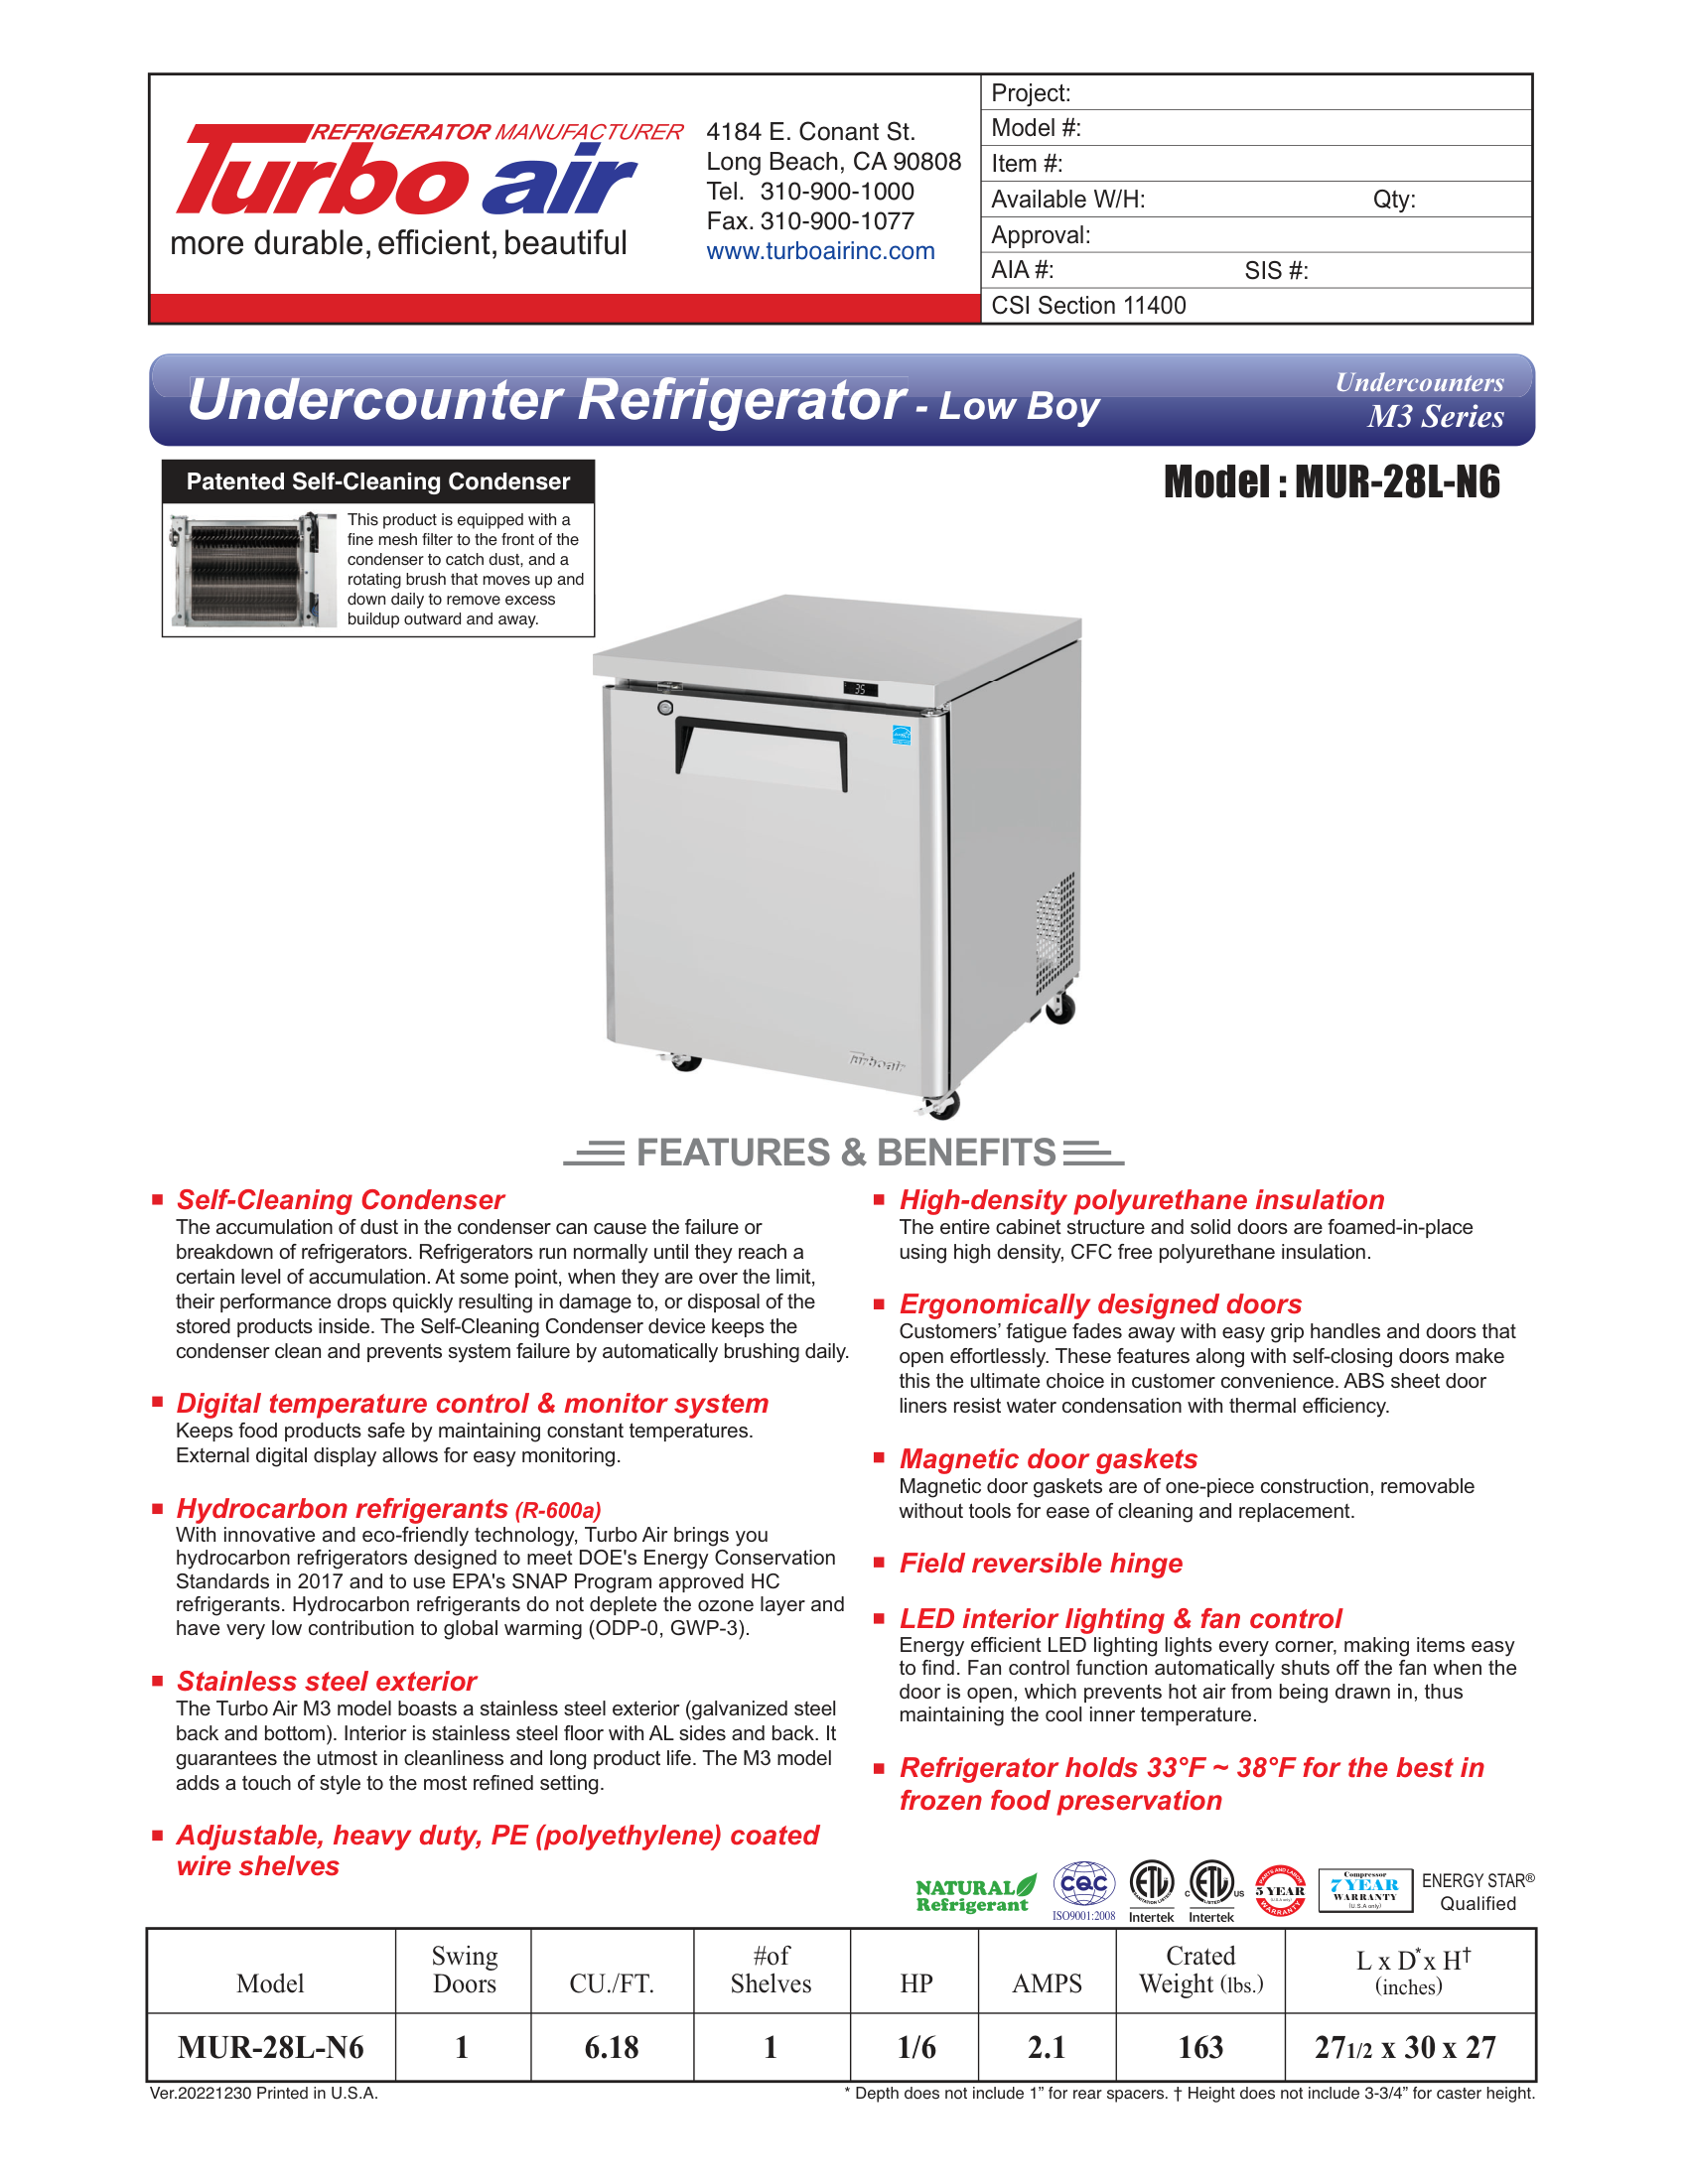 REFRIGERATOR MANUFACTURER
Turbo air
more durable, efficient, beautiful
4184 E. Conant St.
Long Beach, CA 90808
Tel. 310-900-1000
Fax. 310-900-1077
www.turboairinc.com
Project:
Model #:
Item #:
Available W/H: Qty:
Approval:
AIA #: SIS #:
CSI Section 11400
Undercounter Refrigerator - Low Boy
Undercounters
M3 Series
Patented Self-Cleaning Condenser
This product is equipped with a
fine mesh filter to the front of the
condenser to catch dust, and a
rotating brush that moves up and
down daily to remove excess
buildup outward and away.
Model : MUR-28L-N6
35
Turboair
FEATURES & BENEFITS
Self-Cleaning Condenser
The accumulation of dust in the condenser can cause the failure or
breakdown of refrigerators. Refrigerators run normally until they reach a
certain level of accumulation. At some point, when they are over the limit,
their performance drops quickly resulting in damage to, or disposal of the
stored products inside. The Self-Cleaning Condenser device keeps the
condenser clean and prevents system failure by automatically brushing daily.
Digital temperature control & monitor system
Keeps food products safe by maintaining constant temperatures.
External digital display allows for easy monitoring.
Hydrocarbon refrigerants (R-600a)
With innovative and eco-friendly technology, Turbo Air brings you
hydrocarbon refrigerators designed to meet DOE's Energy Conservation
Standards in 2017 and to use EPA's SNAP Program approved HC
refrigerants. Hydrocarbon refrigerants do not deplete the ozone layer and
have very low contribution to global warming (ODP-0, GWP-3).
Stainless steel exterior
The Turbo Air M3 model boasts a stainless steel exterior (galvanized steel
back and bottom). Interior is stainless steel floor with AL sides and back. It
guarantees the utmost in cleanliness and long product life. The M3 model
adds a touch of style to the most refined setting.
Adjustable, heavy duty, PE (polyethylene) coated
wire shelves
High-density polyurethane insulation
The entire cabinet structure and solid doors are foamed-in-place
using high density, CFC free polyurethane insulation.
Ergonomically designed doors
Customers' fatigue fades away with easy grip handles and doors that
open effortlessly. These features along with self-closing doors make
this the ultimate choice in customer convenience. ABS sheet door
liners resist water condensation with thermal efficiency.
Magnetic door gaskets
Magnetic door gaskets are of one-piece construction, removable
without tools for ease of cleaning and replacement.
Field reversible hinge
LED interior lighting & fan control
Energy efficient LED lighting lights every corner, making items easy
to find. Fan control function automatically shuts off the fan when the
door is open, which prevents hot air from being drawn in, thus
maintaining the cool inner temperature.
Refrigerator holds 33°F ~ 38°F for the best in
frozen food preservation
NATURAL
Refrigerant
CQC
ISO9001:2008
ETL
SANITATION LISTED
Intertek
C ETL US
LISTED
Intertek
PARTS AND LABOR
5 YEAR
(U.S.A only)
WARRANTY
Compressor
7 YEAR
WARRANTY
(U.S.A only)
ENERGY STAR®
Qualified
Model Swing Doors CU./FT. #of Shelves HP AMPS Crated Weight (lbs.) L x D* x H† (inches)
MUR-28L-N6 1 6.18 1 1/6 2.1 163 27 1/2 x 30 x 27
Ver.20221230 Printed in U.S.A.
* Depth does not include 1” for rear spacers. † Height does not include 3-3/4” for caster height.